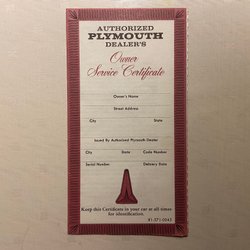 AUTHORIZED
PLYMOUTH
DEALER'S
Owner
Service Certificate
Owner's Name
Street Address
City State
Issued By Authorized Plymouth Dealer
City State Code Number
Serial Number Delivery Date
Keep this Certificate in your car at all times
for identification.